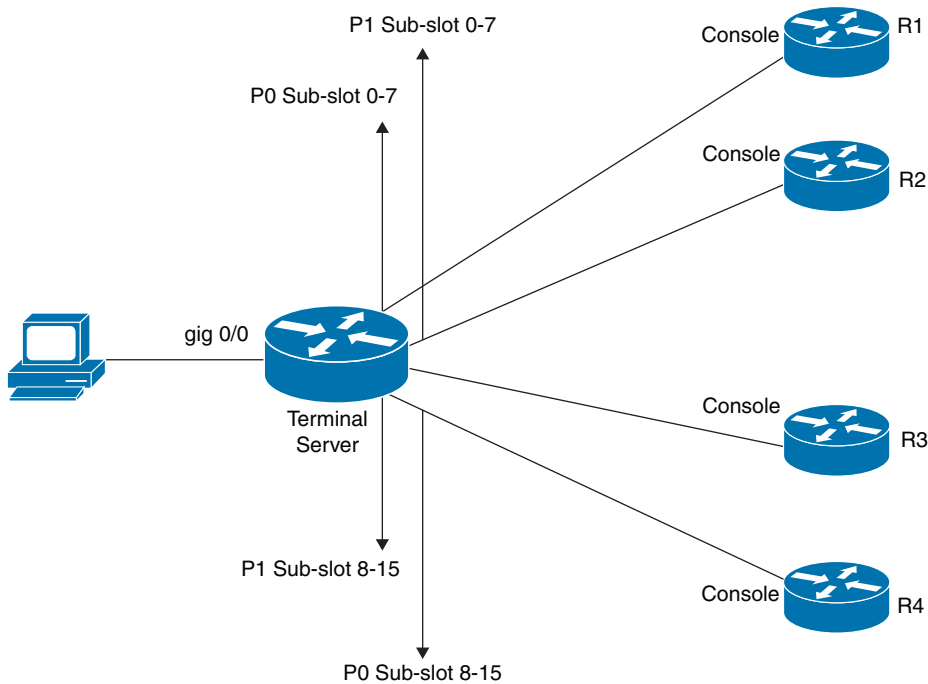 P1 Sub-slot 0-7
Console
R1
P0 Sub-slot 0-7
Console
R2
gig 0/0
Terminal
Server
Console
R3
P1 Sub-slot 8-15
Console
R4
P0 Sub-slot 8-15